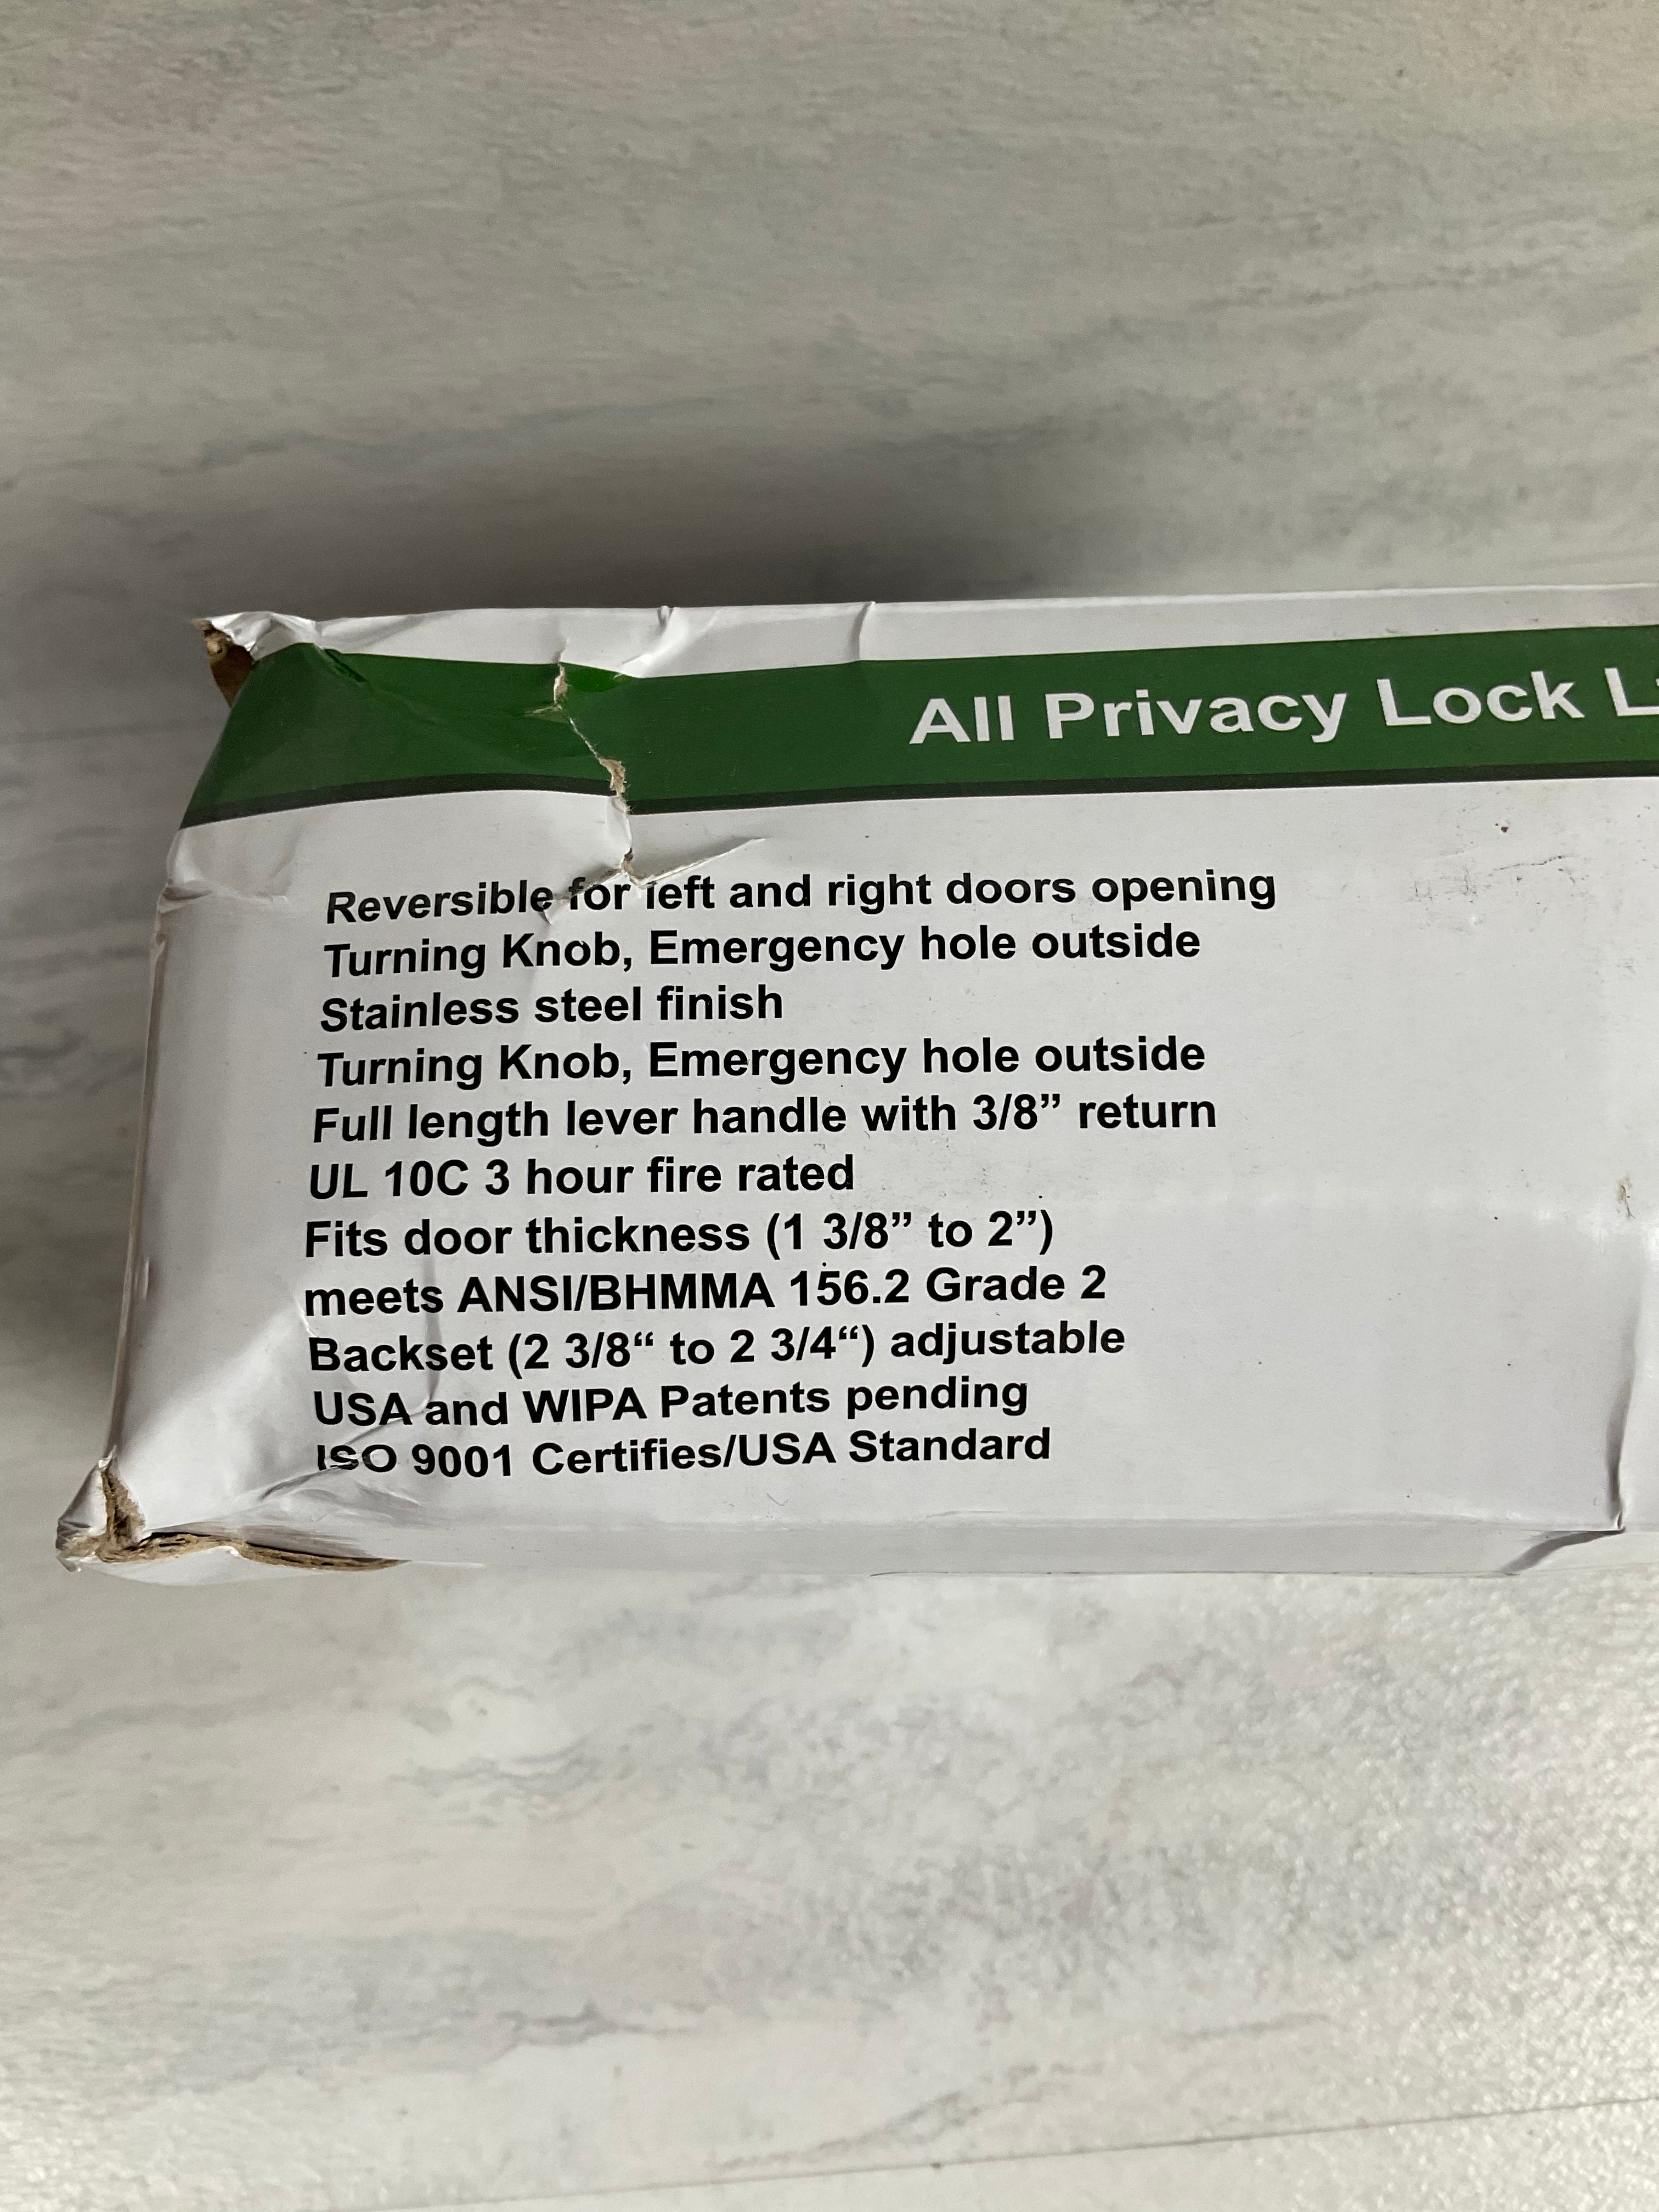 All Privacy Lock
Reversible for left and right doors opening
Turning Knob, Emergency hole outside
Stainless steel finish
Turning Knob, Emergency hole outside
Full length lever handle with 3/8” return
UL 10C 3 hour fire rated
Fits door thickness (1 3/8” to 2”)
meets ANSI/BHMMA 156.2 Grade 2
Backset (2 3/8“ to 2 3/4“) adjustable
USA and WIPA Patents pending
ISO 9001 Certifies/USA Standard